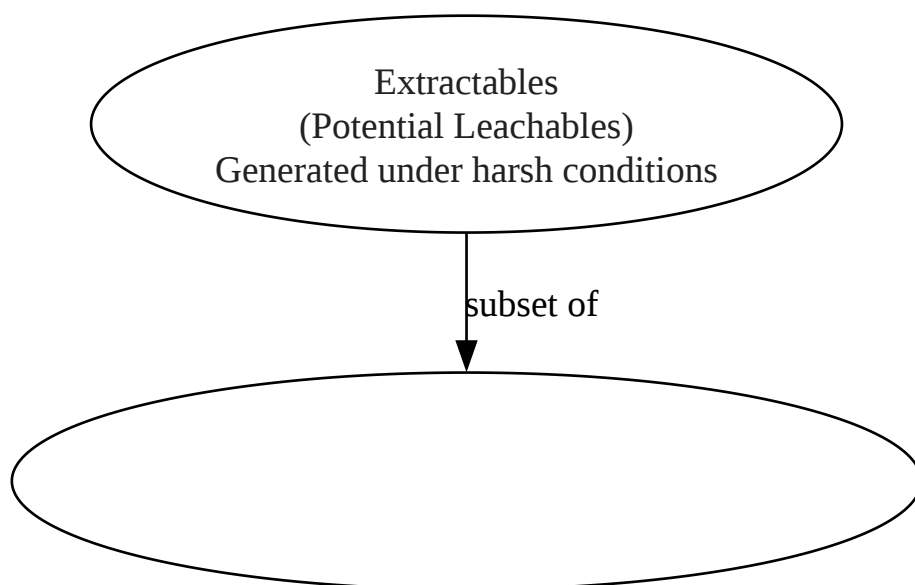 Extractables
(Potential Leachables)
Generated under harsh conditions
subset of